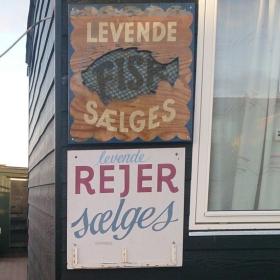 LEVENDE
FISK
SÆLGES
levende
REJER
sælges